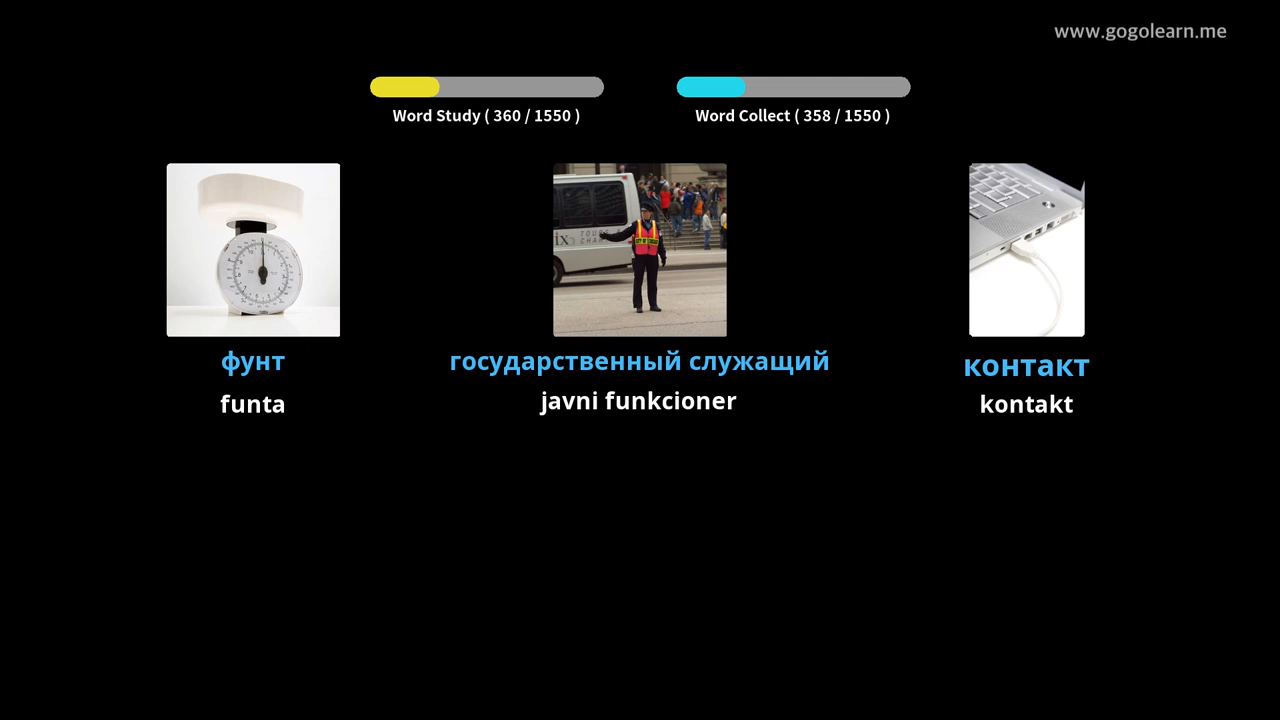 www.gogolearn.me
Word Study ( 360 / 1550 )
Word Collect ( 358 / 1550 )
фунт
государственный служащий
контакт
funta
javni funkcioner
kontakt